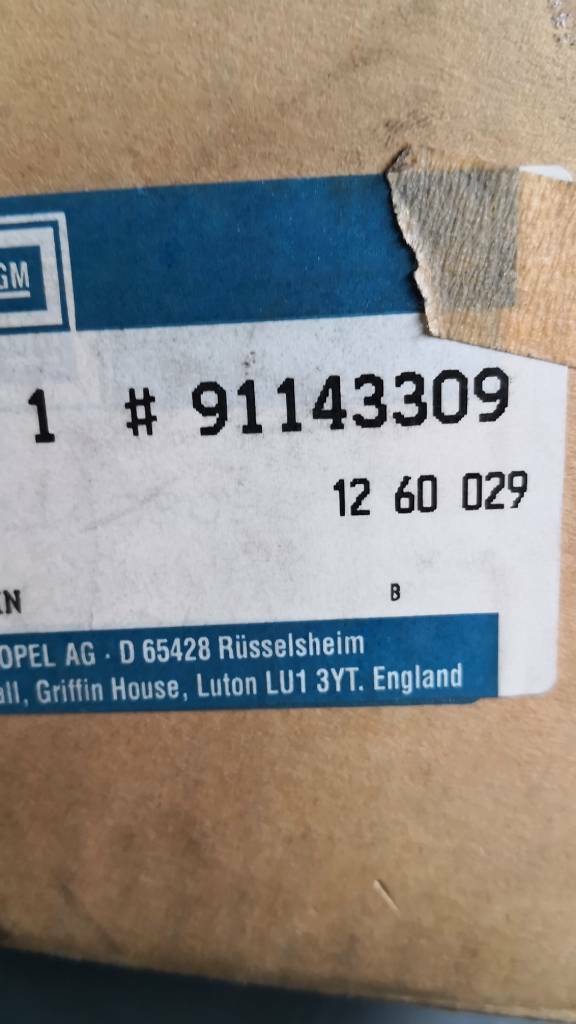 GM
1 # 91143309
12 60 029
B
OPEL AG · D 65428 Rüsselsheim
Griffin House, Luton LU1 3YT. England